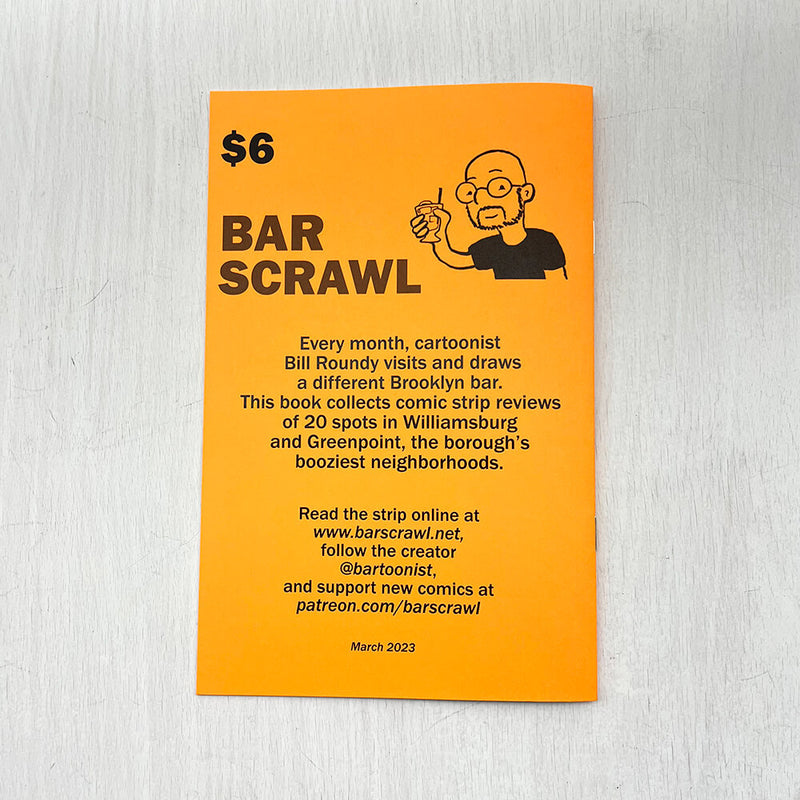 $6
BAR
SCRAWL
Every month, cartoonist
Bill Roundy visits and draws
a different Brooklyn bar.
This book collects comic strip reviews
of 20 spots in Williamsburg
and Greenpoint, the borough's
booziest neighborhoods.
Read the strip online at
www.barscrawl.net,
follow the creator
@bartoonist,
and support new comics at
patreon.com/barscrawl
March 2023